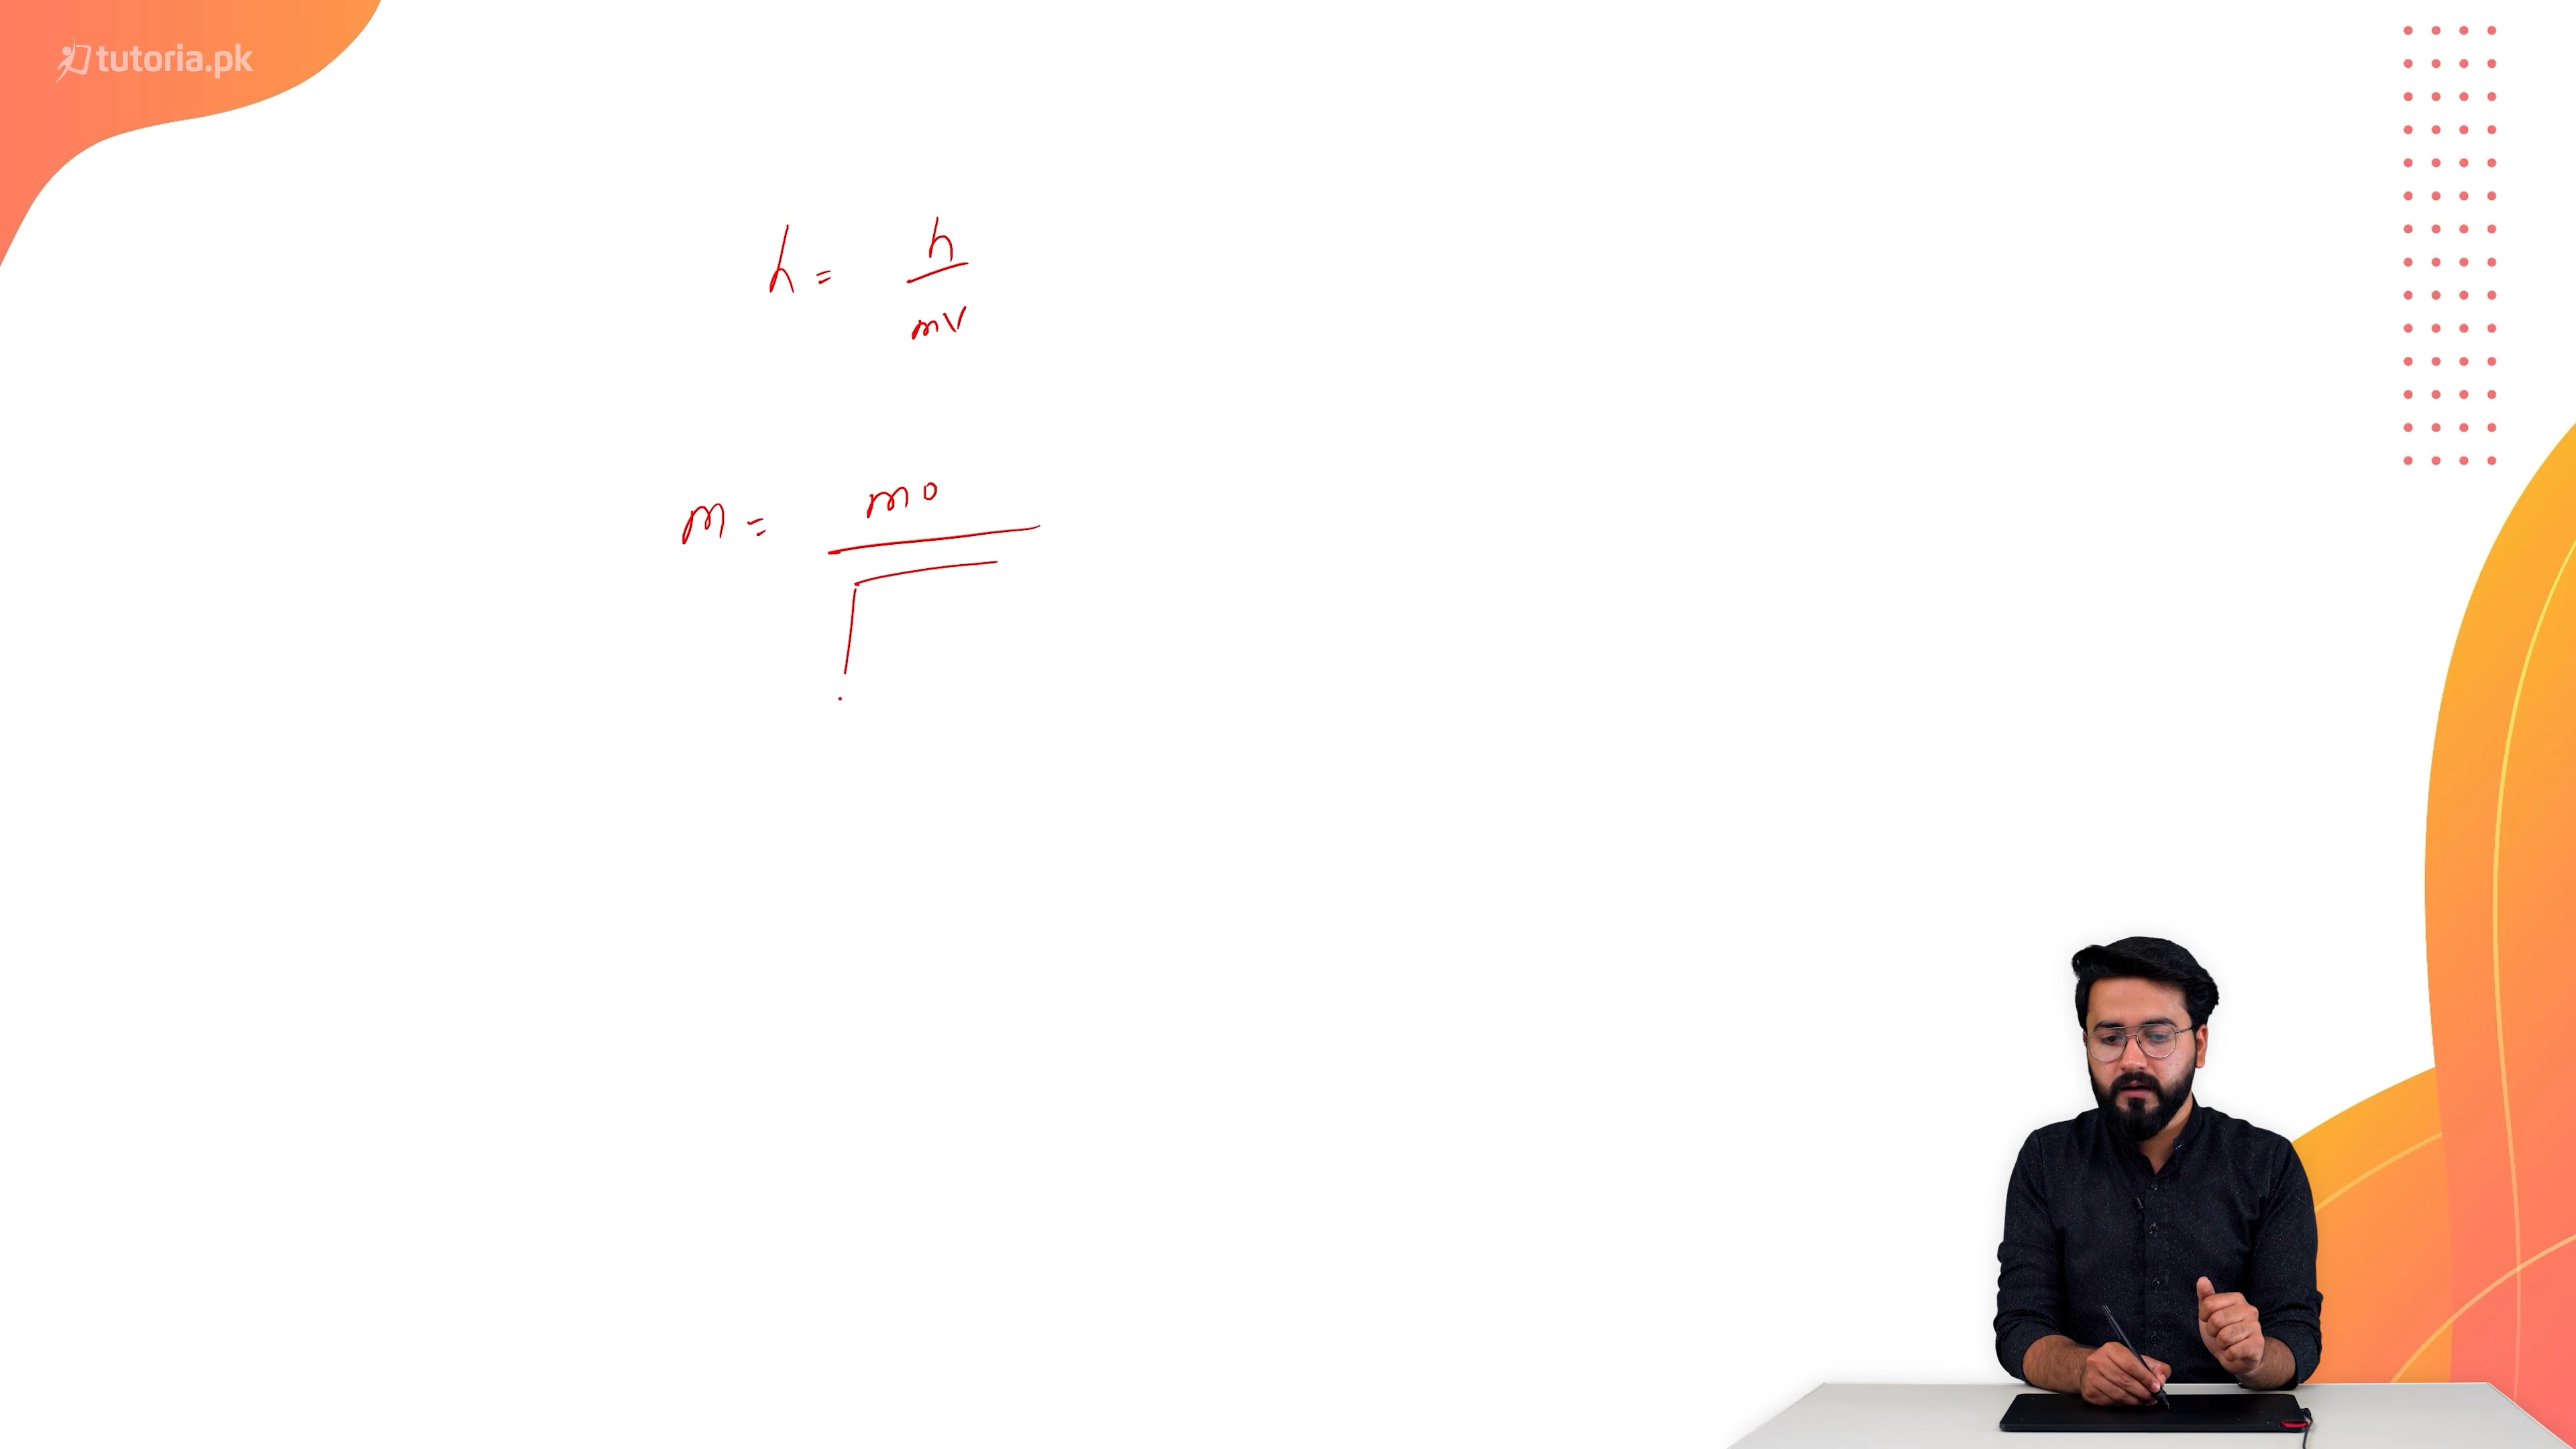 tutoria.pk
h = h / mv
m = mo / √